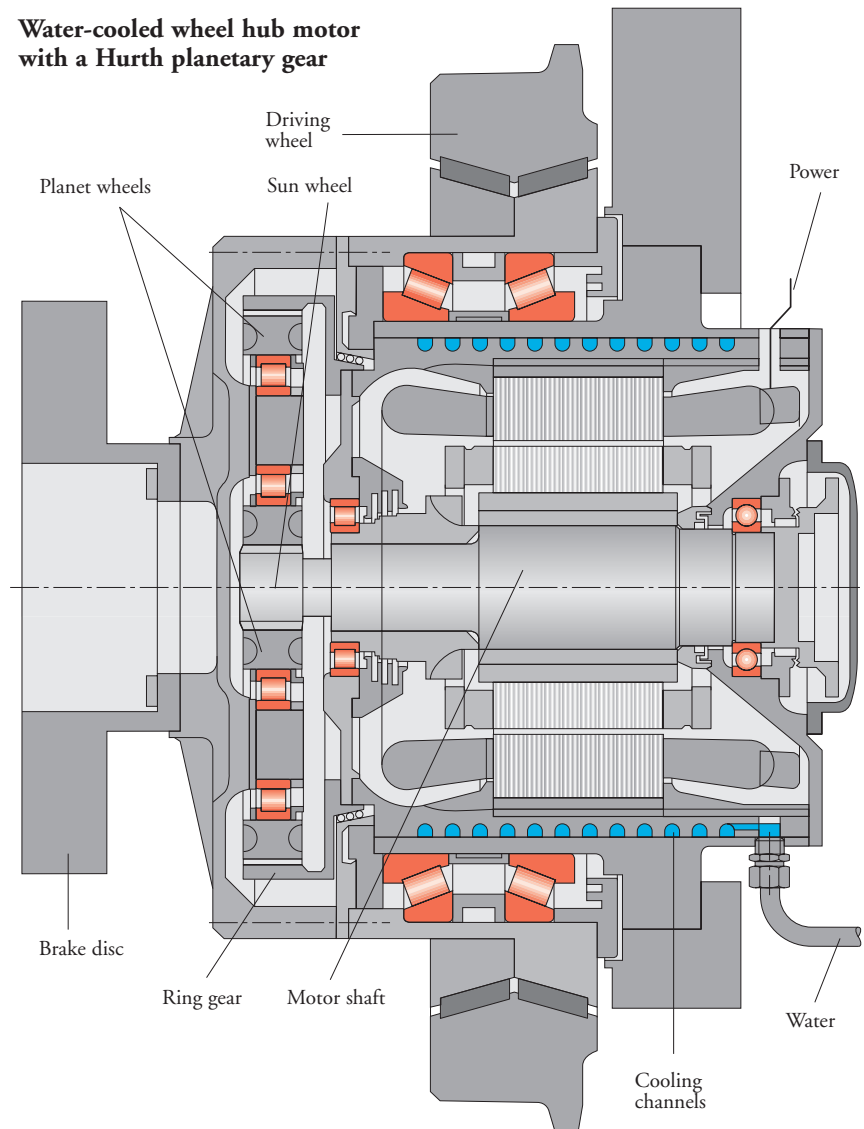 Water-cooled wheel hub motor
with a Hurth planetary gear
Driving
wheel
Planet wheels
Sun wheel
Power
Brake disc
Ring gear
Motor shaft
Water
Cooling
channels